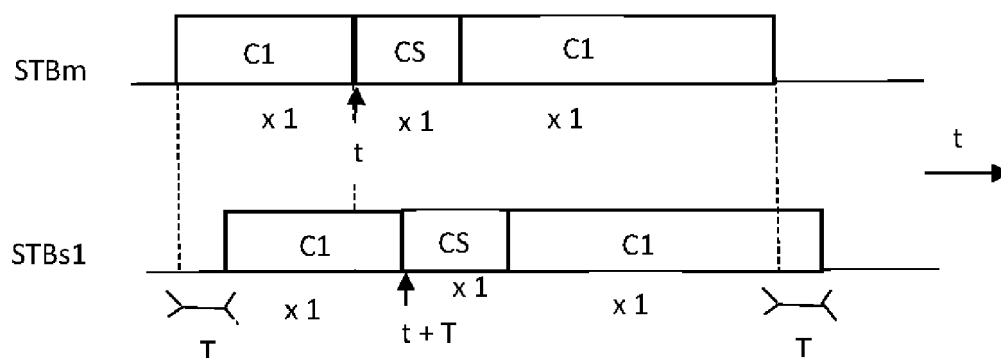 C1 CS C1
STBm
x 1 x 1 x 1
t
t
C1 CS C1
STBs1
x 1 x 1 x 1
t + T
T T